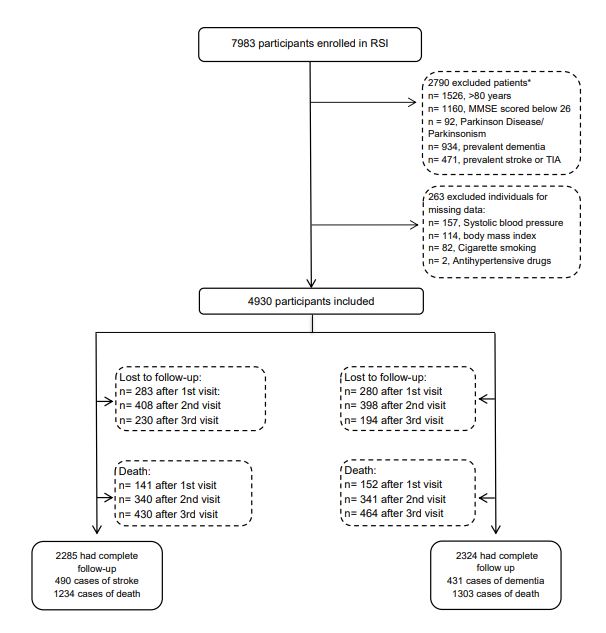 7983 participants enrolled in RSI
2790 excluded patients*
n= 1526, >80 years
n= 1160, MMSE scored below 26
n = 92, Parkinson Disease/
Parkinsonism
n= 934, prevalent dementia
n= 471, prevalent stroke or TIA
263 excluded individuals for
missing data:
n= 157, Systolic blood pressure
n= 114, body mass index
n= 82, Cigarette smoking
n= 2, Antihypertensive drugs
4930 participants included
Lost to follow-up:
n= 283 after 1st visit:
n= 408 after 2nd visit
n= 230 after 3rd visit
Lost to follow-up:
n= 280 after 1st visit
n= 398 after 2nd visit
n= 194 after 3rd visit
Death:
n= 141 after 1st visit
n= 340 after 2nd visit
n= 430 after 3rd visit
Death:
n= 152 after 1st visit
n= 341 after 2nd visit
n= 464 after 3rd visit
2285 had complete
follow-up
490 cases of stroke
1234 cases of death
2324 had complete
follow up
431 cases of dementia
1303 cases of death